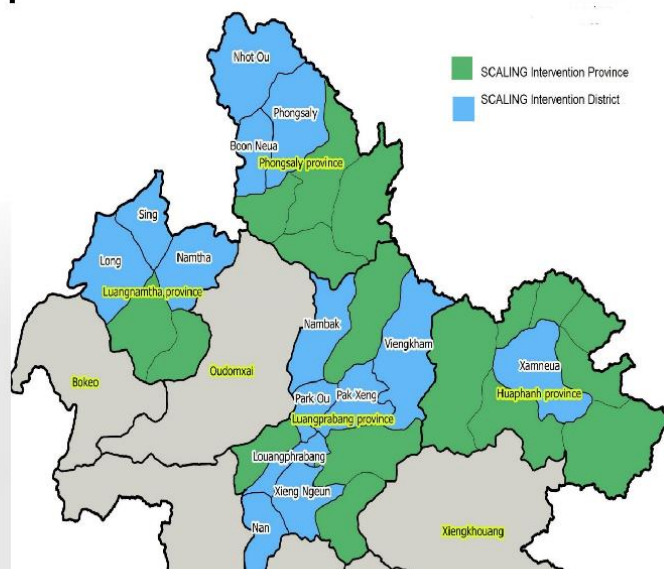 Nhot Ou
SCALING Intervention Province
SCALING Intervention District
Phongsaly
Boon Neua
Phongsaly province
Sing
Long
Namtha
Luangnamtha province
Nambak
Viengkham
Xamneua
Oudomxai
Bokeo
Park Ou
Pak Xeng
Huaphanh province
Luangprabang province
Louangphrabang
Xieng Ngeun
Nan
Xiengkhouang